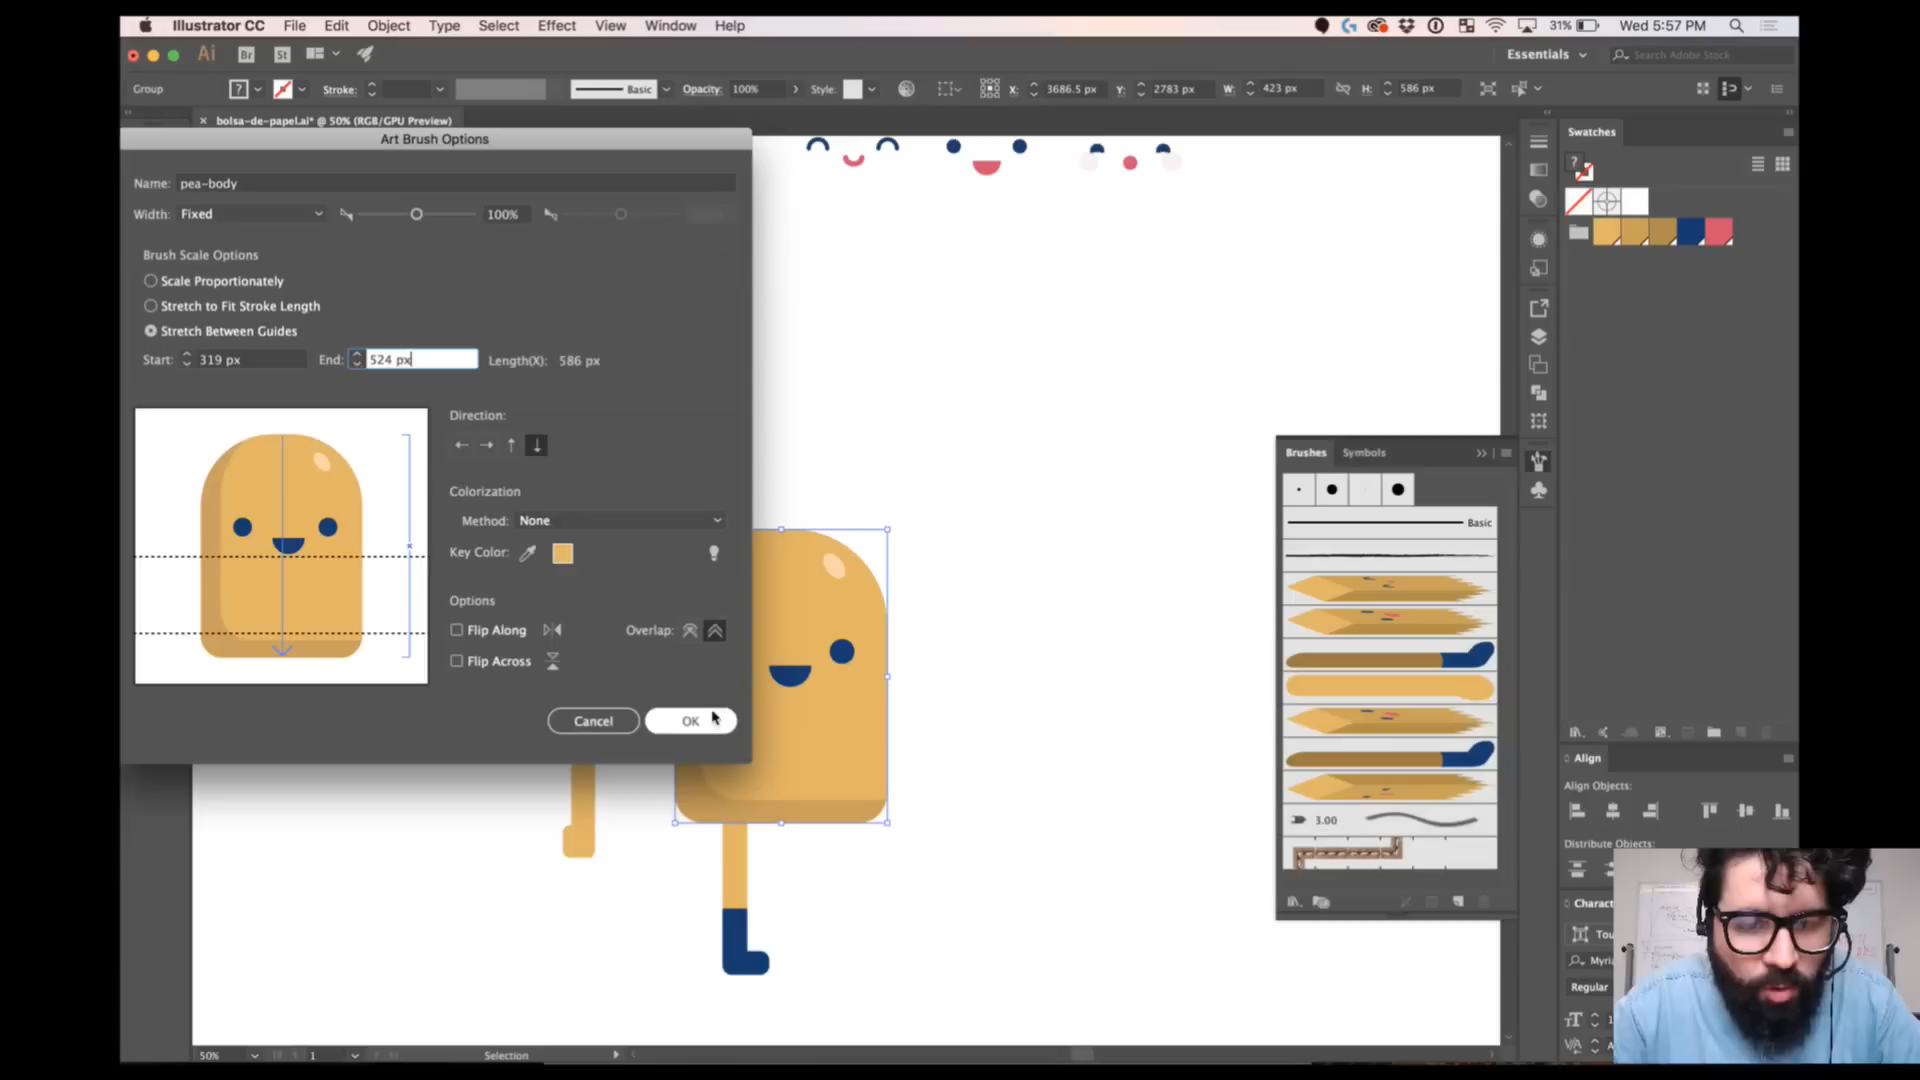 Illustrator CC File Edit Object Type Select Effect View Window Help 31% Wed 5:57 PM
Ai Br St Essentials Search Adobe Stock
Group ? Stroke: Basic Opacity: 100% Style: X: 3686.5 px Y: 2783 px W: 423 px H: 586 px
× bolsa-de-papel.ai* @ 50% (RGB/GPU Preview)
Art Brush Options
Name: pea-body
Width: Fixed 100%
Brush Scale Options
Scale Proportionately
Stretch to Fit Stroke Length
Stretch Between Guides
Start: 319 px End: 524 px Length(X): 586 px
Direction:
Colorization
Method: None
Key Color:
Options
Flip Along Overlap:
Flip Across
Cancel OK
Brushes Symbols
Basic
3.00
Swatches
?
Align
Align Objects:
Distribute Objects:
Charac
Tou
Myri
Regular
50% 1 Selection